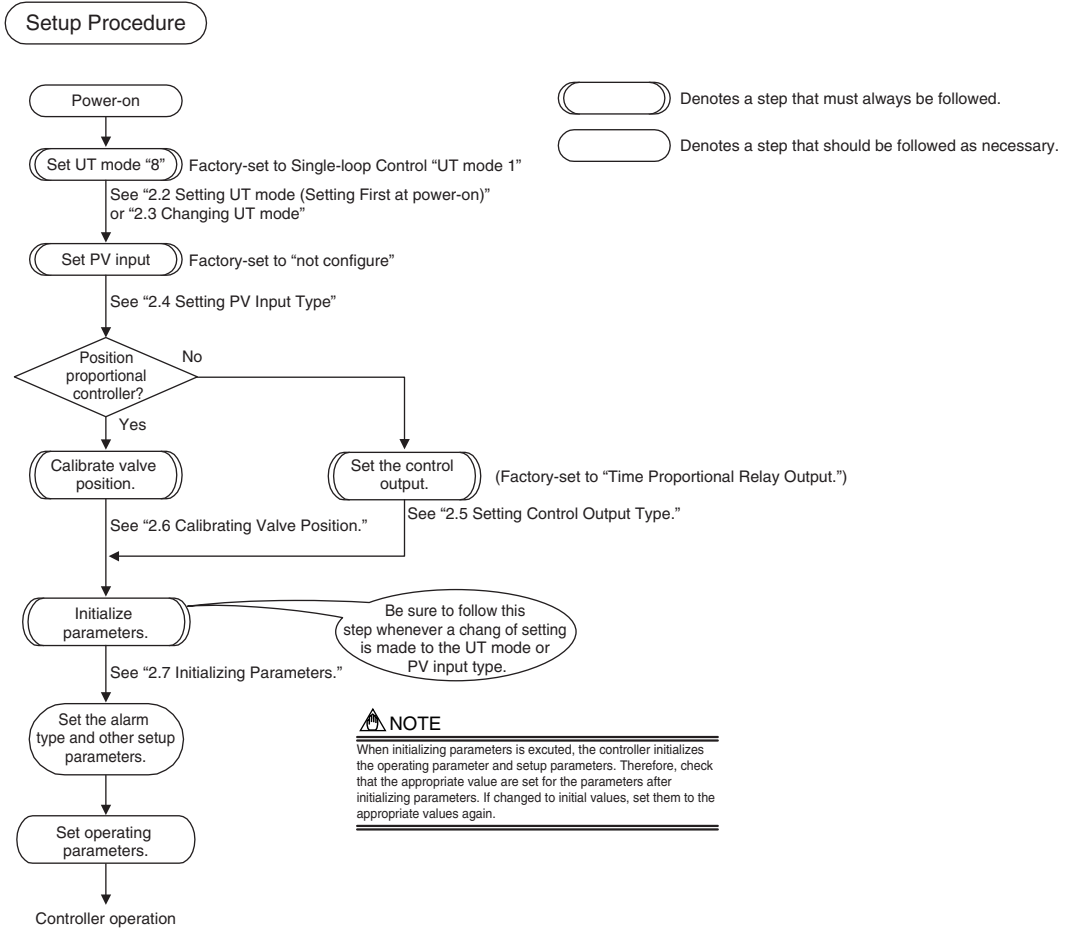 Setup Procedure
Power-on
Denotes a step that must always be followed.
Denotes a step that should be followed as necessary.
Set UT mode “8”
Factory-set to Single-loop Control “UT mode 1”
See “2.2 Setting UT mode (Setting First at power-on)”
or “2.3 Changing UT mode”
Set PV input
Factory-set to “not configure”
See “2.4 Setting PV Input Type”
Position
proportional
controller?
No
Yes
Calibrate valve
position.
Set the control
output.
(Factory-set to “Time Proportional Relay Output.”)
See “2.6 Calibrating Valve Position.”
See “2.5 Setting Control Output Type.”
Initialize
parameters.
Be sure to follow this
step whenever a chang of setting
is made to the UT mode or
PV input type.
See “2.7 Initializing Parameters.”
Set the alarm
type and other setup
parameters.
NOTE
When initializing parameters is excuted, the controller initializes
the operating parameter and setup parameters. Therefore, check
that the appropriate value are set for the parameters after
initializing parameters. If changed to initial values, set them to the
appropriate values again.
Set operating
parameters.
Controller operation